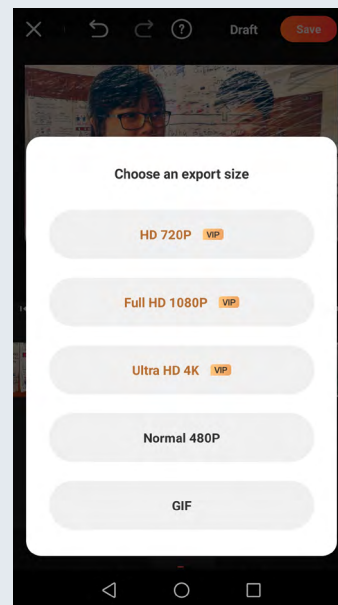 Draft Save
Choose an export size
HD 720P VIP
Full HD 1080P VIP
Ultra HD 4K VIP
Normal 480P
GIF